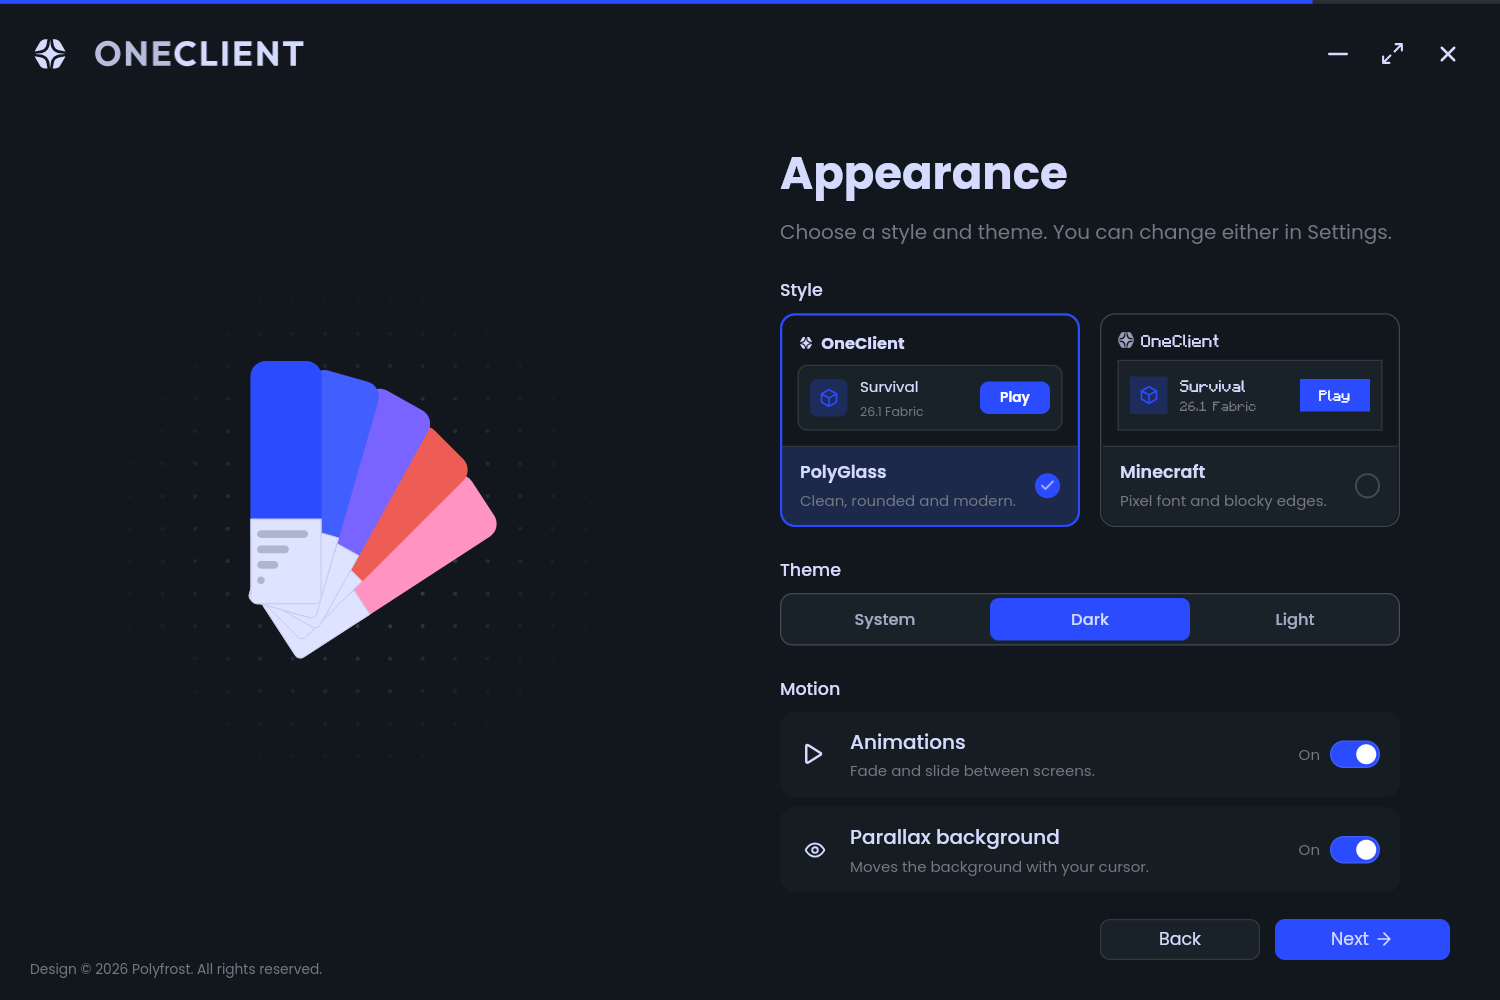 ONECLIENT
Appearance
Choose a style and theme. You can change either in Settings.
Style
OneClient
Survival
26.1 Fabric
Play
PolyGlass
Clean, rounded and modern.
OneClient
Survival
26.1 Fabric
Play
Minecraft
Pixel font and blocky edges.
Theme
System
Dark
Light
Motion
Animations
Fade and slide between screens.
On
Parallax background
Moves the background with your cursor.
On
Back
Next
Design © 2026 Polyfrost. All rights reserved.